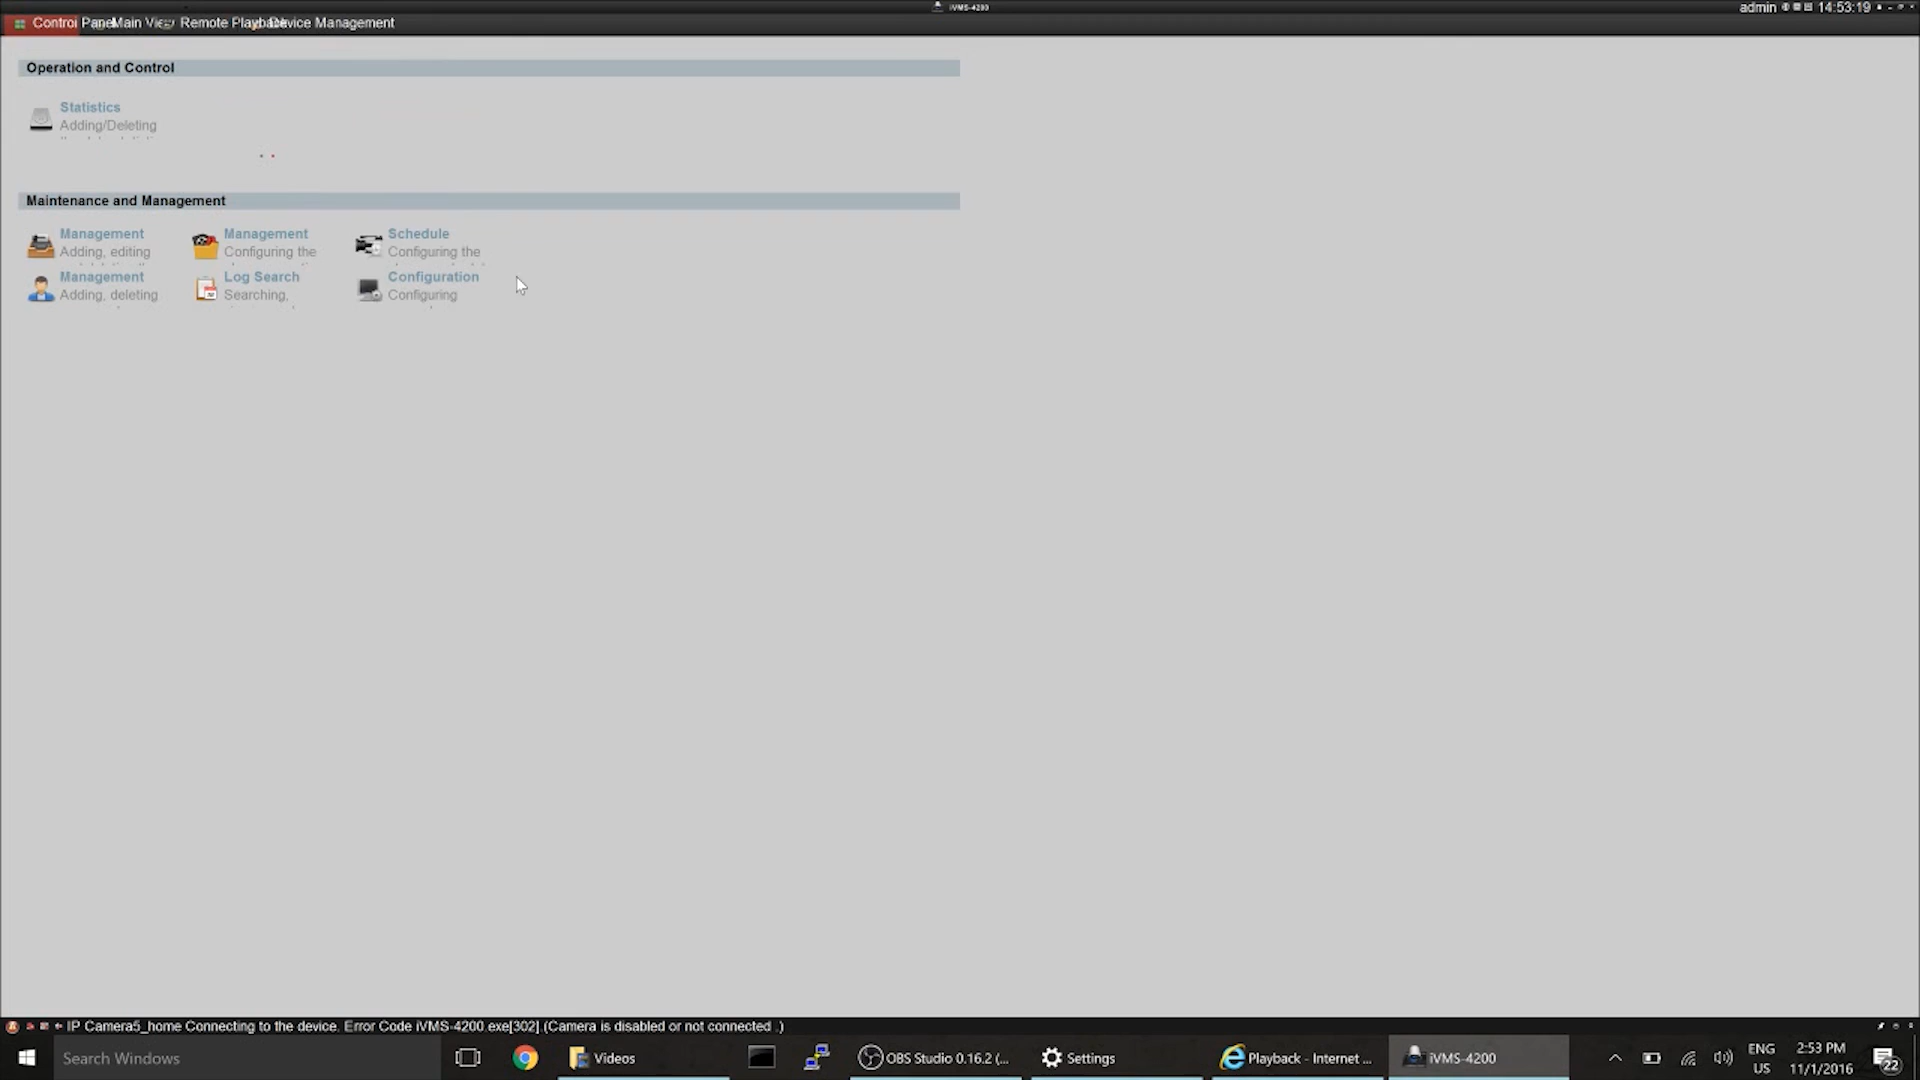 iVMS-4200
admin 14:53:19
Control Panel Main View Remote Playback Device Management
Operation and Control
Statistics
Adding/Deleting
Maintenance and Management
Management
Adding, editing
Management
Configuring the
Schedule
Configuring the
Management
Adding, deleting
Log Search
Searching,
Configuration
Configuring
IP Camera5_home Connecting to the device. Error Code iVMS-4200.exe[302].(Camera is disabled or not connected .)
Search Windows
Videos
OBS Studio 0.16.2 (...
Settings
Playback - Internet ...
iVMS-4200
ENG
US
2:53 PM
11/1/2016
22